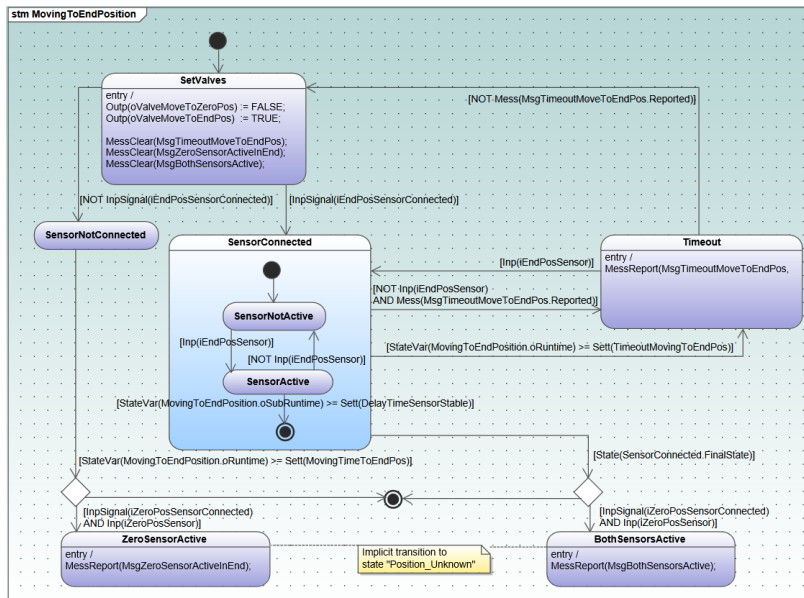 stm MovingToEndPosition
SetValves
entry /
Outp(oValveMoveToZeroPos) := FALSE;
Outp(oValveMoveToEndPos) := TRUE;
MessClear(MsgTimeoutMoveToEndPos);
MessClear(MsgZeroSensorActiveInEnd);
MessClear(MsgBothSensorsActive);
[NOT Mess(MsgTimeoutMoveToEndPos.Reported)]
[NOT InpSignal(iEndPosSensorConnected)]
[InpSignal(iEndPosSensorConnected)]
SensorNotConnected
SensorConnected
Timeout
entry /
MessReport(MsgTimeoutMoveToEndPos,
[Inp(iEndPosSensor)]
[NOT Inp(iEndPosSensor)
AND Mess(MsgTimeoutMoveToEndPos.Reported)]
SensorNotActive
[Inp(iEndPosSensor)]
[NOT Inp(iEndPosSensor)]
[StateVar(MovingToEndPosition.oRuntime) >= Sett(TimeoutMovingToEndPos)]
SensorActive
[StateVar(MovingToEndPosition.oSubRuntime) >= Sett(DelayTimeSensorStable)]
[StateVar(MovingToEndPosition.oRuntime) >= Sett(MovingTimeToEndPos)]
[State(SensorConnected.FinalState)]
[InpSignal(iZeroPosSensorConnected)
AND Inp(iZeroPosSensor)]
[InpSignal(iZeroPosSensorConnected)
AND Inp(iZeroPosSensor)]
ZeroSensorActive
entry /
MessReport(MsgZeroSensorActiveInEnd);
Implicit transition to
state "Position_Unknown"
BothSensorsActive
entry /
MessReport(MsgBothSensorsActive);